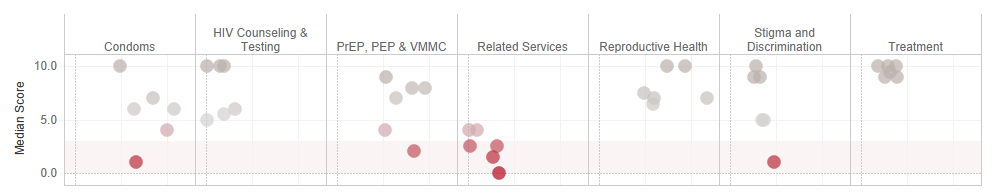 Condoms
HIV Counseling &
Testing
PrEP, PEP & VMMC
Related Services
Reproductive Health
Stigma and
Discrimination
Treatment
Median Score
10.0
5.0
0.0